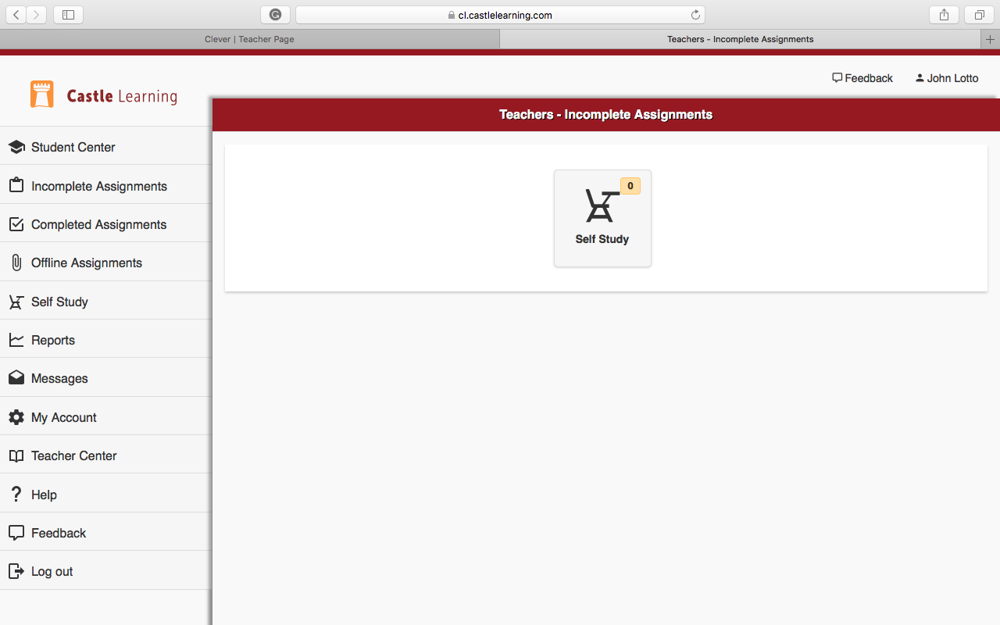 cl.castlelearning.com
Clever | Teacher Page
Teachers - Incomplete Assignments
Feedback
John Lotto
Castle Learning
Teachers - Incomplete Assignments
Student Center
Incomplete Assignments
Completed Assignments
Offline Assignments
Self Study
Reports
Messages
My Account
Teacher Center
Help
Feedback
Log out
0
Self Study